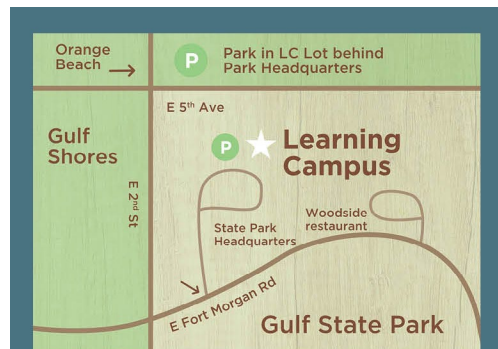 Orange
Beach
P
Park in LC Lot behind
Park Headquarters
E 5th Ave
Gulf
Shores
P
Learning
Campus
E 2nd St
State Park
Headquarters
Woodside
restaurant
E Fort Morgan Rd
Gulf State Park